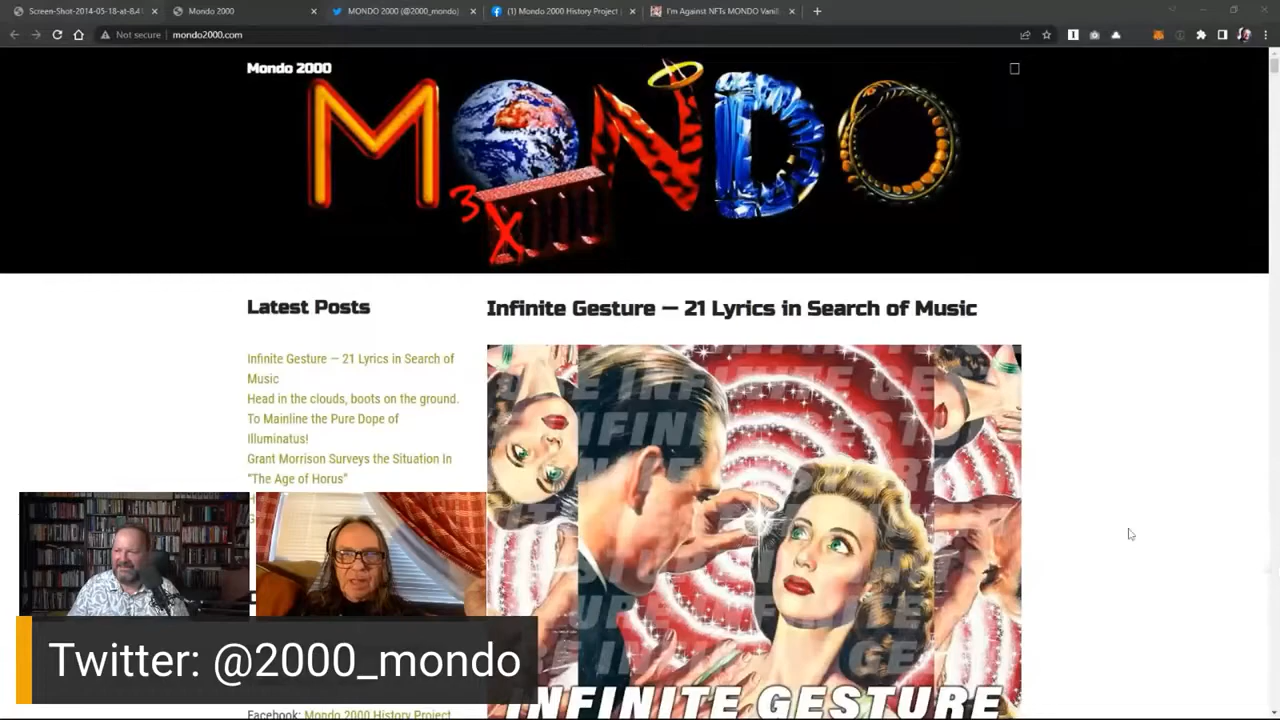 Screen-Shot-2014-05-18-at-8.4
Mondo 2000
MONDO 2000 (@2000_mondo)
(1) Mondo 2000 History Project
I'm Against NFTs MONDO Vanil
Not secure
mondo2000.com
Mondo 2000
MONDO
3
X
Latest Posts
Infinite Gesture — 21 Lyrics in Search of
Music
Head in the clouds, boots on the ground.
To Mainline the Pure Dope of
Illuminatus!
Grant Morrison Surveys the Situation In
"The Age of Horus"
Infinite Gesture — 21 Lyrics in Search of Music
INFINITE GESTURE
Twitter: @2000_mondo
Facebook: Mondo 2000 History Project